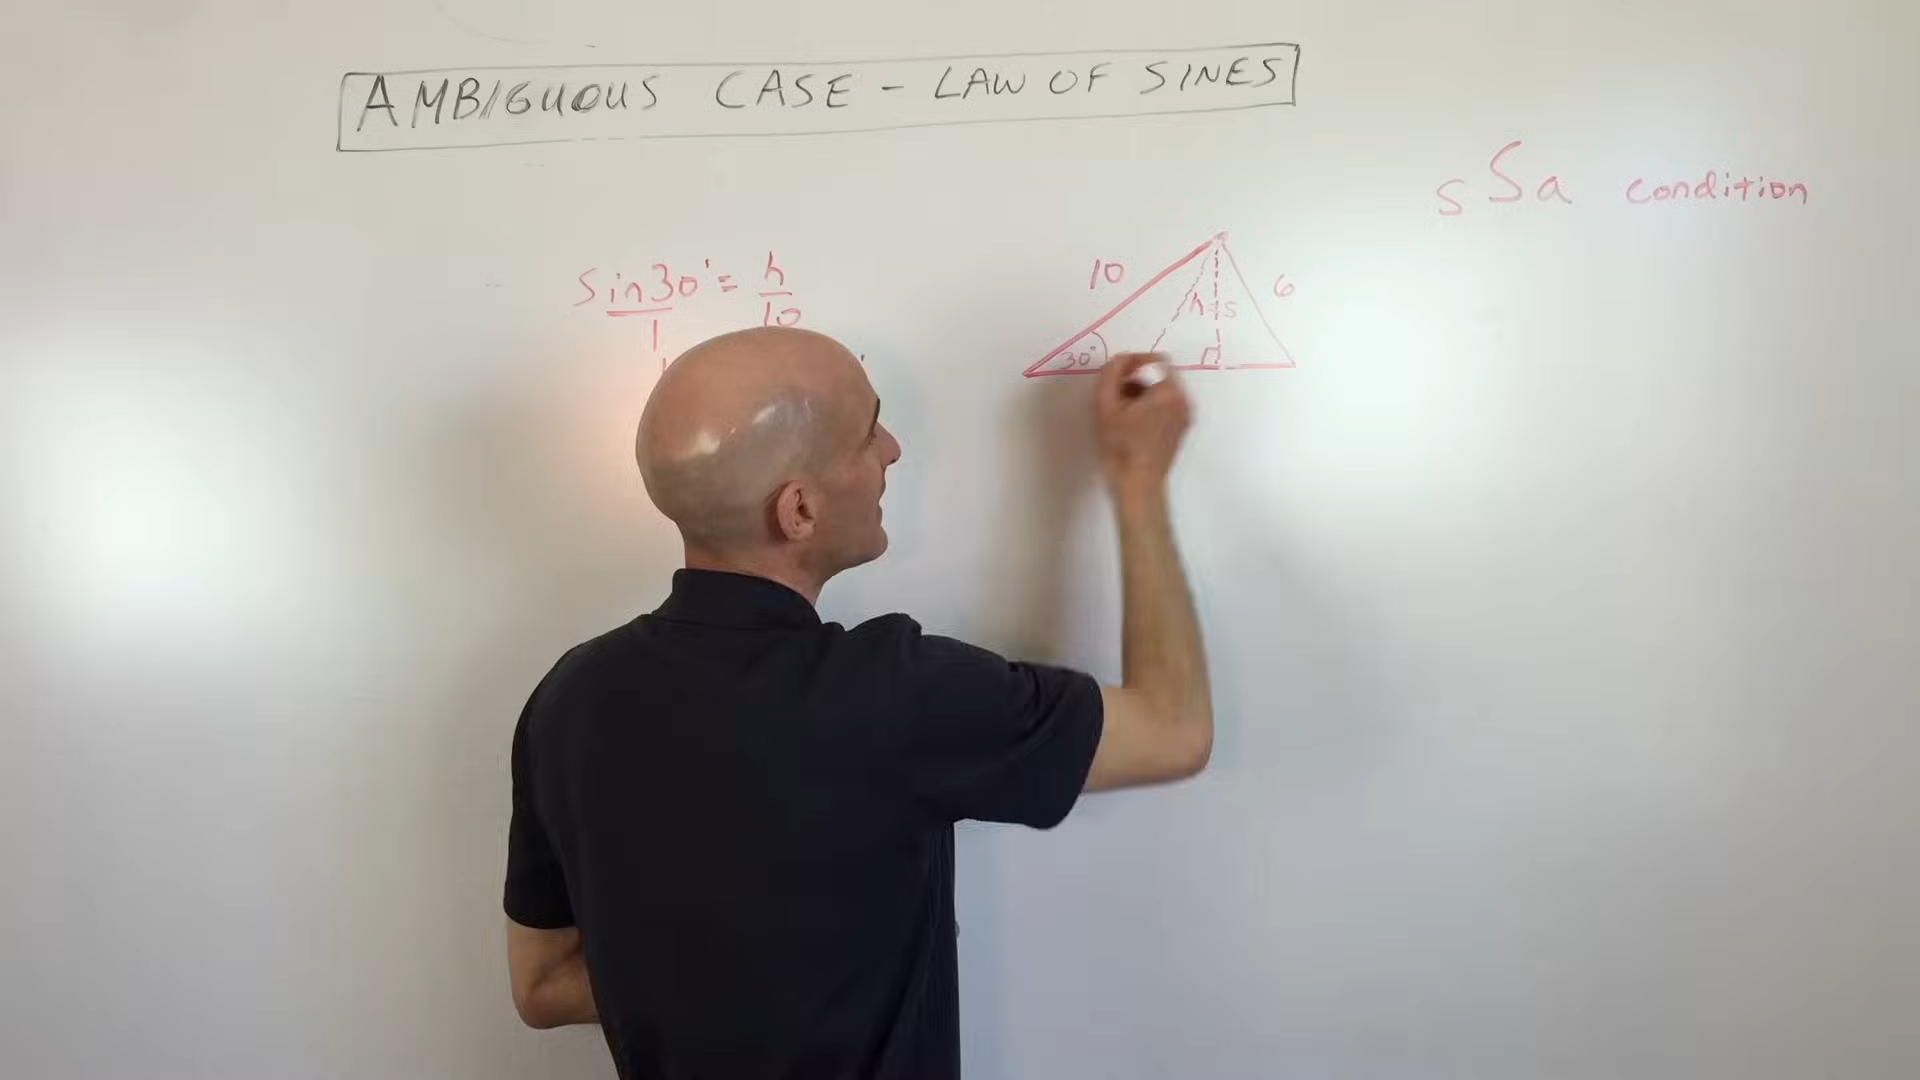 AMBIGUOUS CASE - LAW OF SINES
sSa condition
sin30° = h
1 10
10 6
h=5
30°